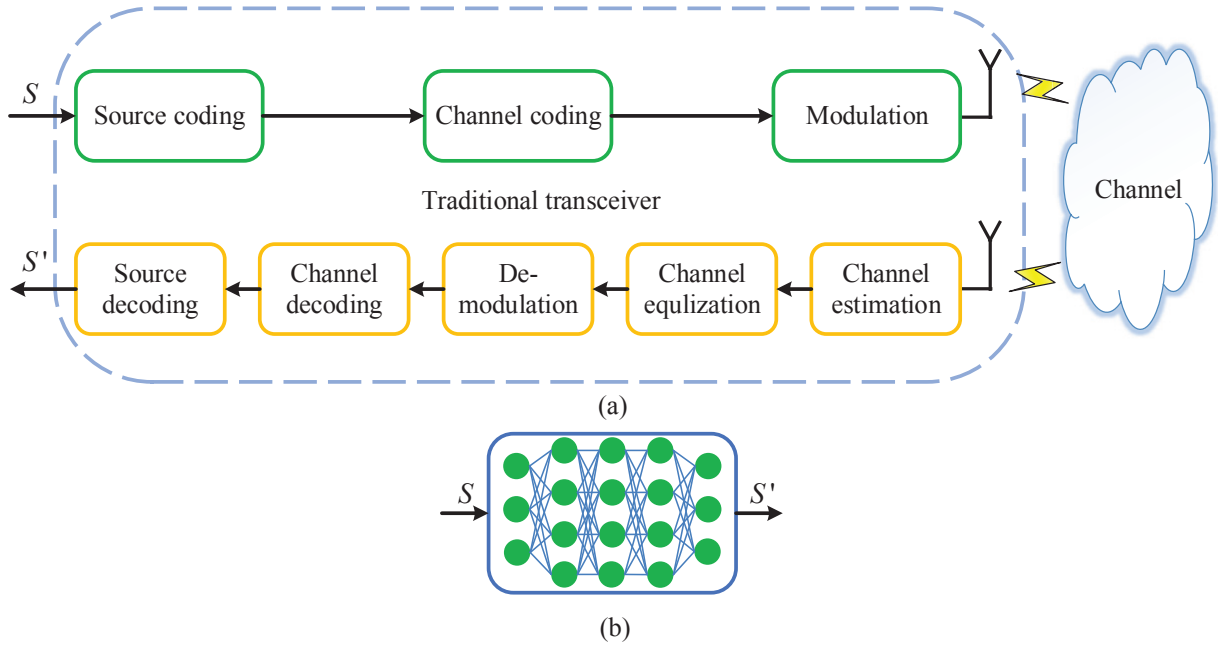 S
Source coding
Channel coding
Modulation
Channel
Traditional transceiver
S'
Source
decoding
Channel
decoding
De-
modulation
Channel
equlization
Channel
estimation
(a)
S
S'
(b)